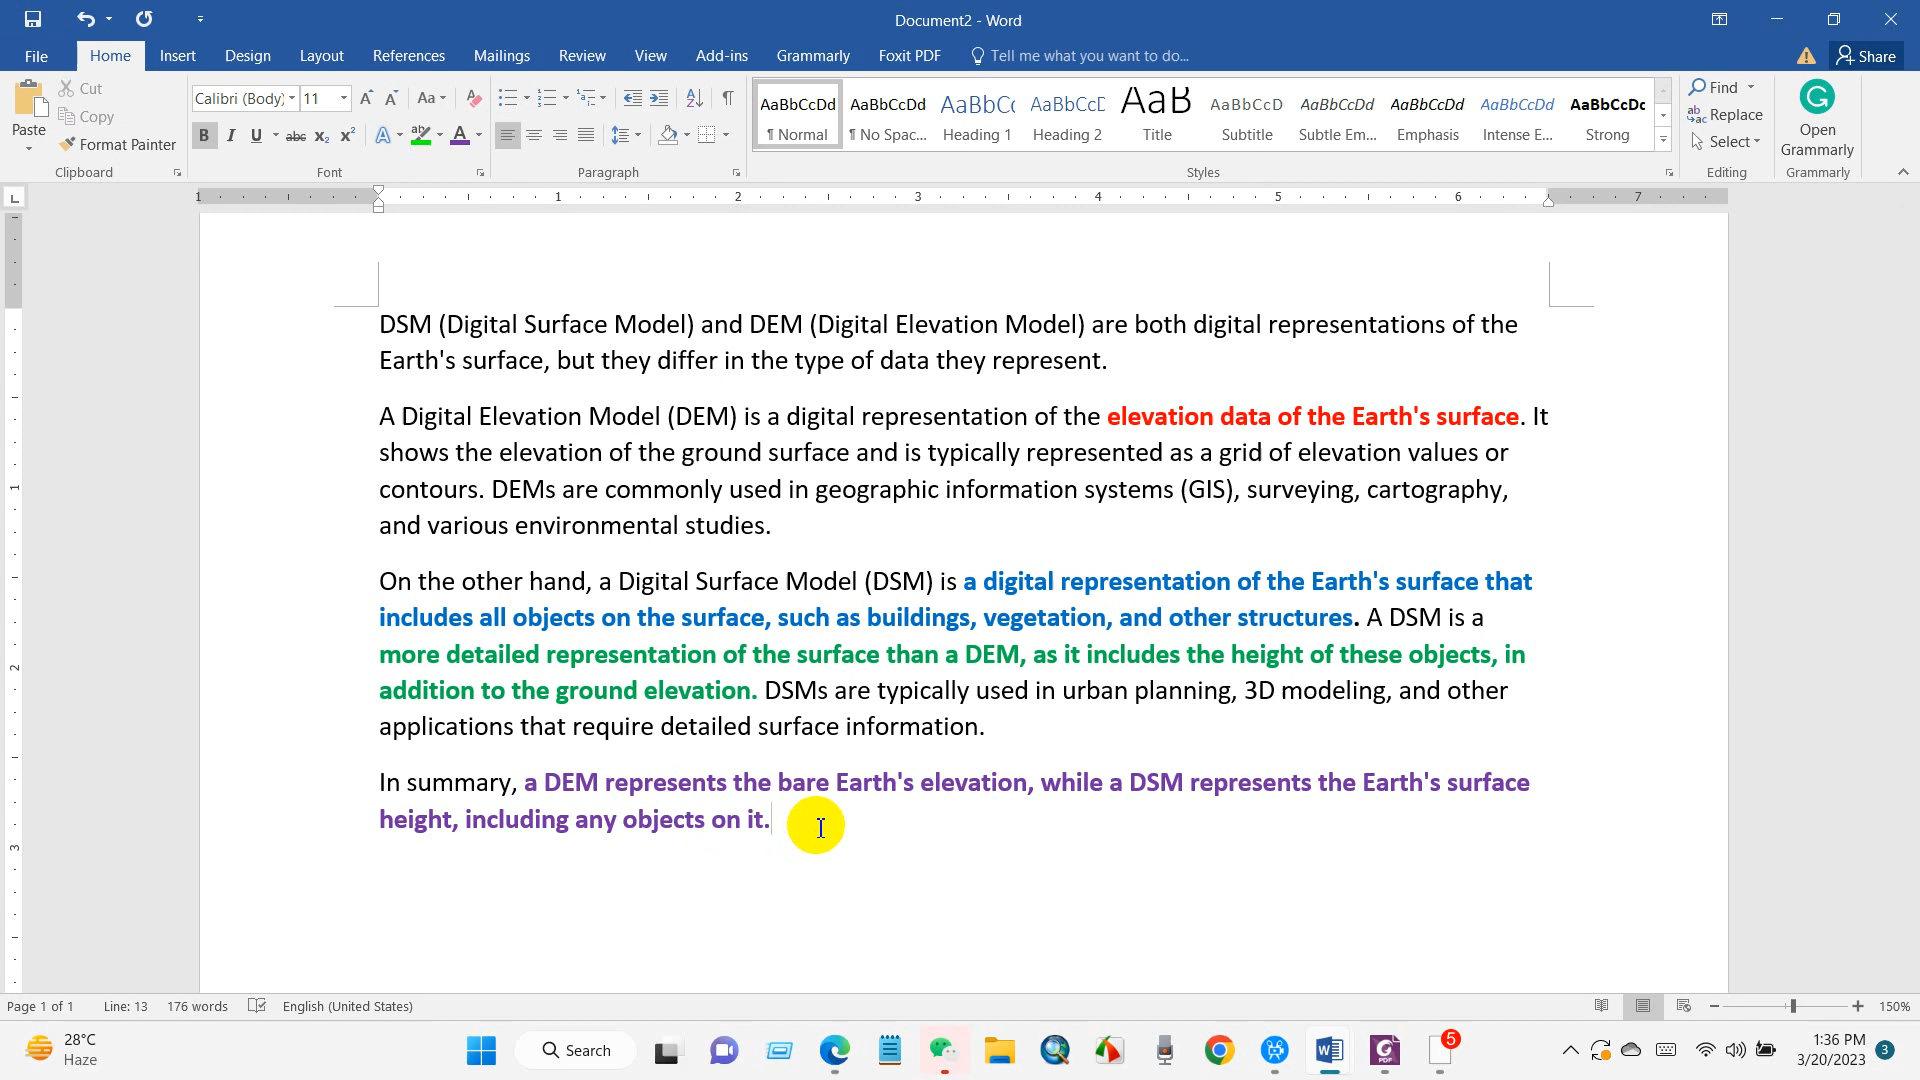 Document2 - Word
File Home Insert Design Layout References Mailings Review View Add-ins Grammarly Foxit PDF Tell me what you want to do... Share
Paste
Cut
Copy
Format Painter
Clipboard
Calibri (Body) 11
Font
Paragraph
AaBbCcDd AaBbCcDd AaBbCc AaBbCcC AaB AaBbCcD AaBbCcDd AaBbCcDd AaBbCcDd AaBbCcDc
¶ Normal ¶ No Spac... Heading 1 Heading 2 Title Subtitle Subtle Em... Emphasis Intense E... Strong
Styles
Find
Replace
Select
Editing
Open
Grammarly
Grammarly
1 1 2 3 4 5 6 7
DSM (Digital Surface Model) and DEM (Digital Elevation Model) are both digital representations of the
Earth's surface, but they differ in the type of data they represent.
A Digital Elevation Model (DEM) is a digital representation of the elevation data of the Earth's surface. It
shows the elevation of the ground surface and is typically represented as a grid of elevation values or
contours. DEMs are commonly used in geographic information systems (GIS), surveying, cartography,
and various environmental studies.
On the other hand, a Digital Surface Model (DSM) is a digital representation of the Earth's surface that
includes all objects on the surface, such as buildings, vegetation, and other structures. A DSM is a
more detailed representation of the surface than a DEM, as it includes the height of these objects, in
addition to the ground elevation. DSMs are typically used in urban planning, 3D modeling, and other
applications that require detailed surface information.
In summary, a DEM represents the bare Earth's elevation, while a DSM represents the Earth's surface
height, including any objects on it.
Page 1 of 1 Line: 13 176 words English (United States) 150%
28°C
Haze
Search
5
1:36 PM
3/20/2023
3